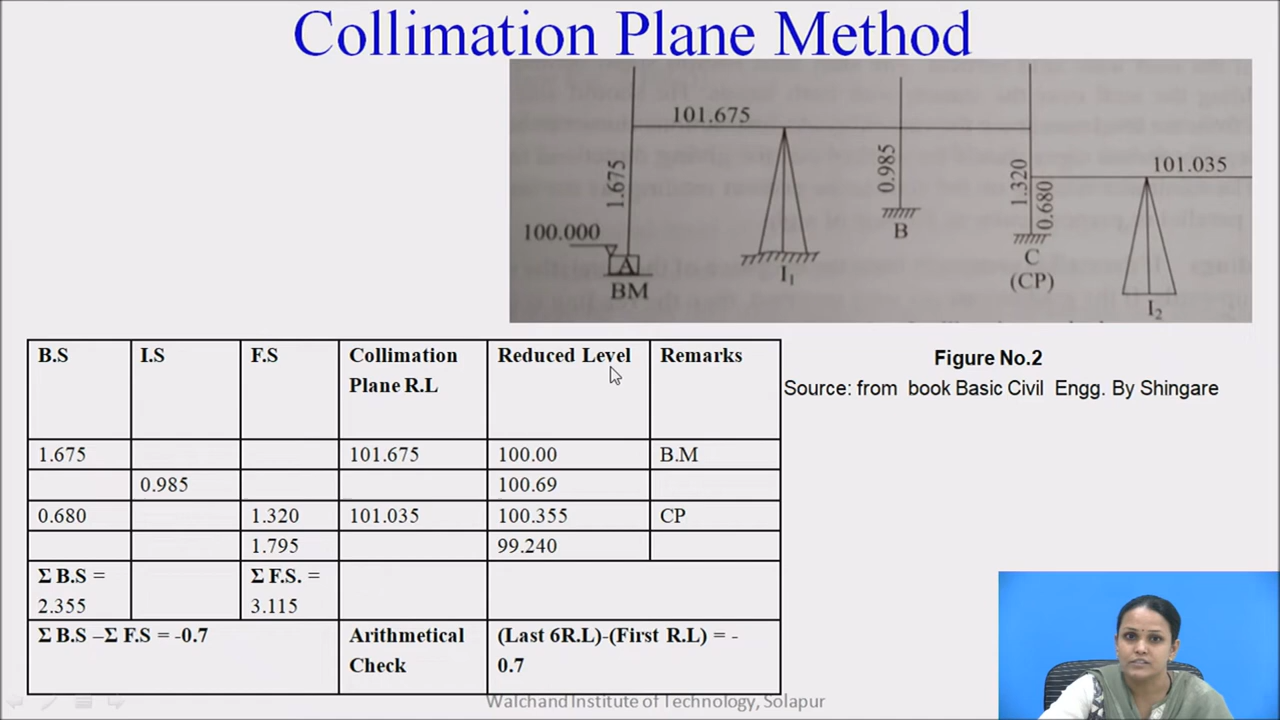 Collimation Plane Method
101.675
1.675
0.985
1.320
0.680
101.035
100.000
A
BM
I₁
B
C
(CP)
I₂
Figure No.2
Source: from book Basic Civil Engg. By Shingare
B.S I.S F.S Collimation Plane R.L Reduced Level Remarks
1.675 101.675 100.00 B.M
0.985 100.69
0.680 1.320 101.035 100.355 CP
1.795 99.240
Σ B.S = Σ F.S. =
2.355 3.115
Σ B.S –Σ F.S = -0.7 Arithmetical Check (Last 6R.L)-(First R.L) = - 0.7
Walchand Institute of Technology, Solapur